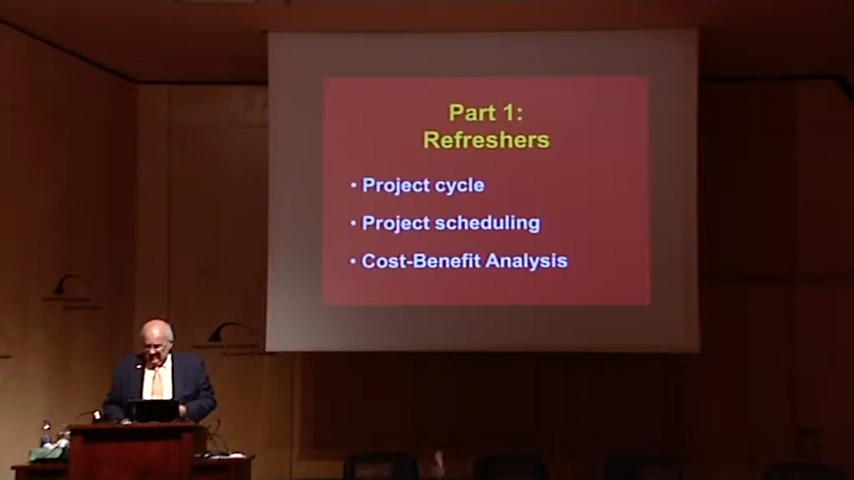 Part 1:
Refreshers
• Project cycle
• Project scheduling
• Cost-Benefit Analysis